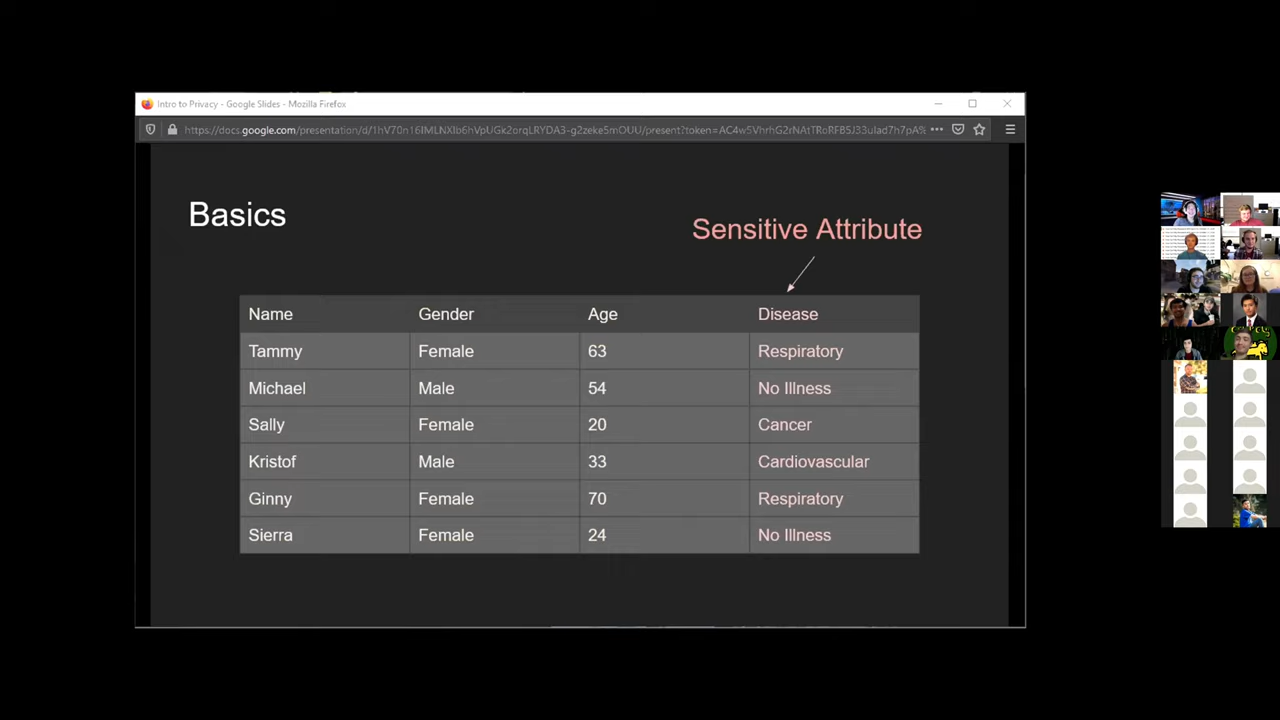 Intro to Privacy - Google Slides - Mozilla Firefox
Basics
Sensitive Attribute
Name Gender Age Disease
Tammy Female 63 Respiratory
Michael Male 54 No Illness
Sally Female 20 Cancer
Kristof Male 33 Cardiovascular
Ginny Female 70 Respiratory
Sierra Female 24 No Illness